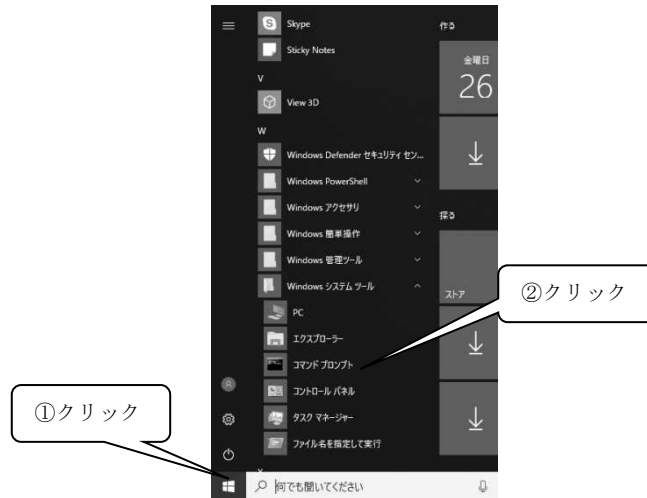 Skype
Sticky Notes
V
View 3D
W
Windows Defender セキュリティ セン...
Windows PowerShell
Windows アクセサリ
Windows 簡単操作
Windows 管理ツール
Windows システム ツール
PC
エクスプローラー
コマンド プロンプト
コントロール パネル
タスク マネージャー
ファイル名を指定して実行
何でも聞いてください
作る
金曜日
26
探る
ストア
①クリック
②クリック